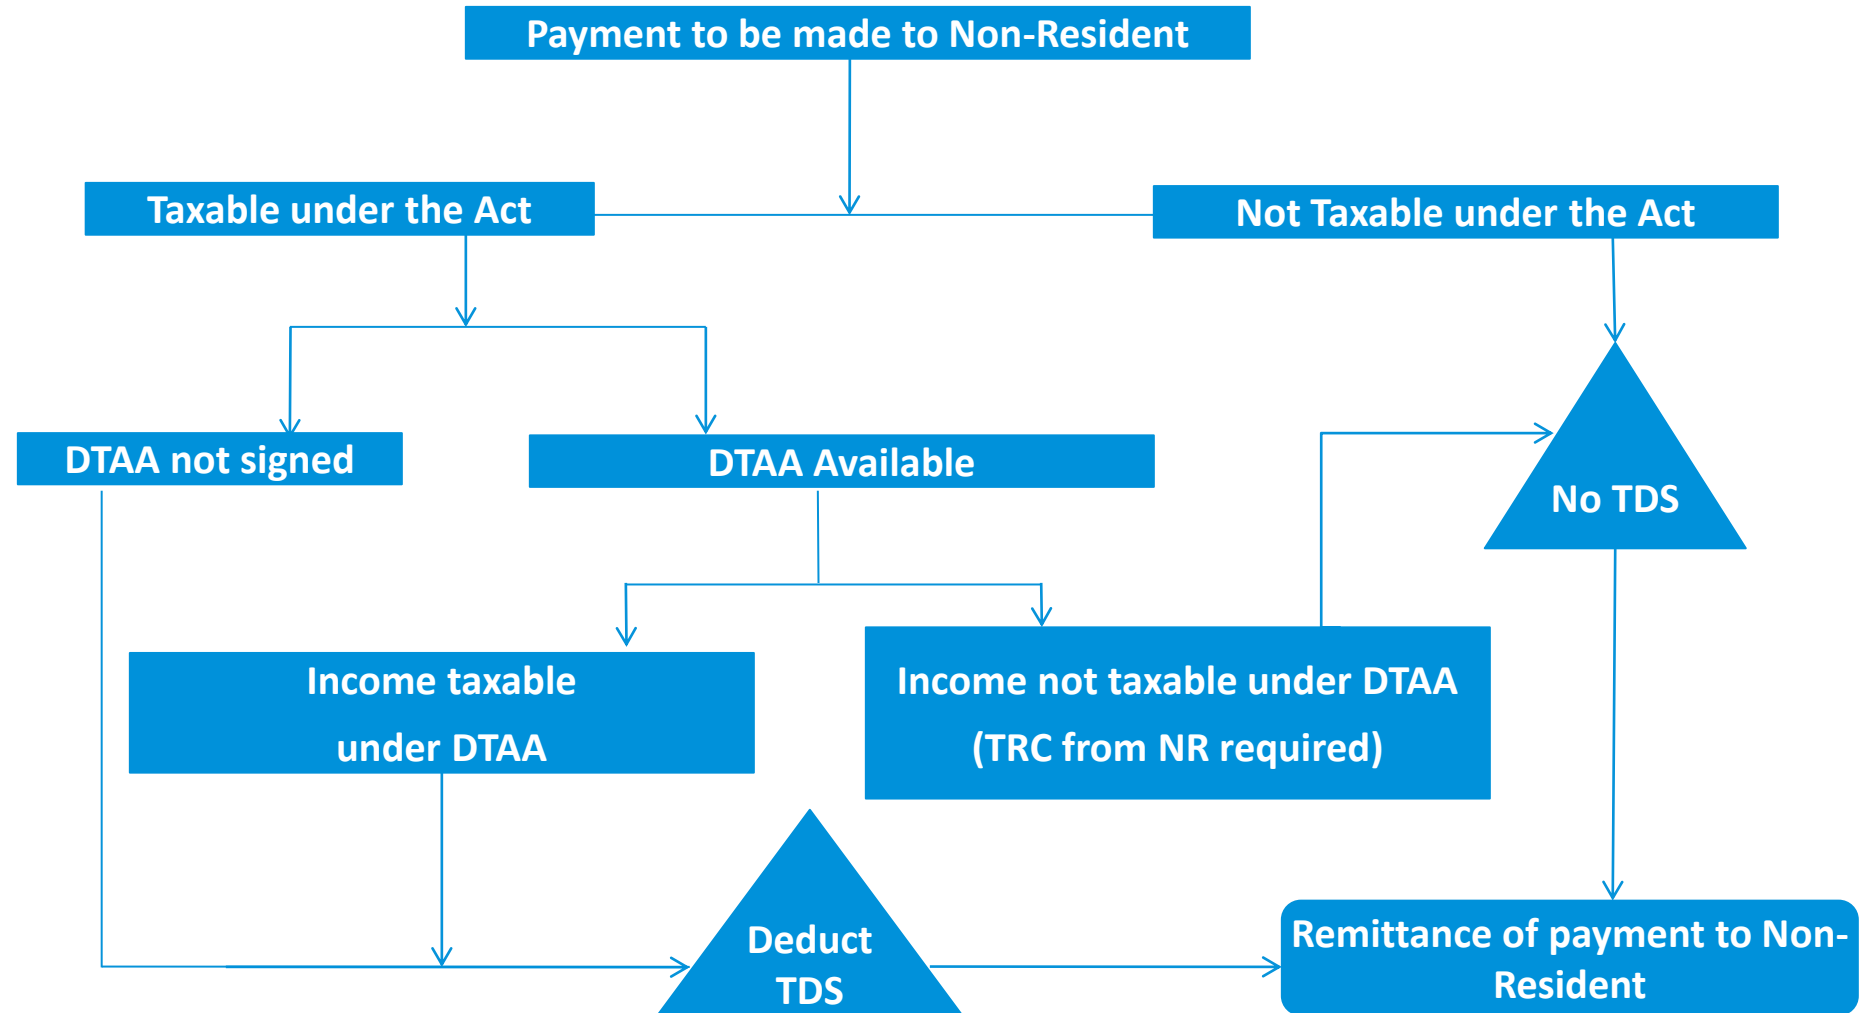 Payment to be made to Non-Resident
Taxable under the Act
Not Taxable under the Act
DTAA not signed
DTAA Available
No TDS
Income taxable
under DTAA
Income not taxable under DTAA
(TRC from NR required)
Deduct
TDS
Remittance of payment to Non-
Resident